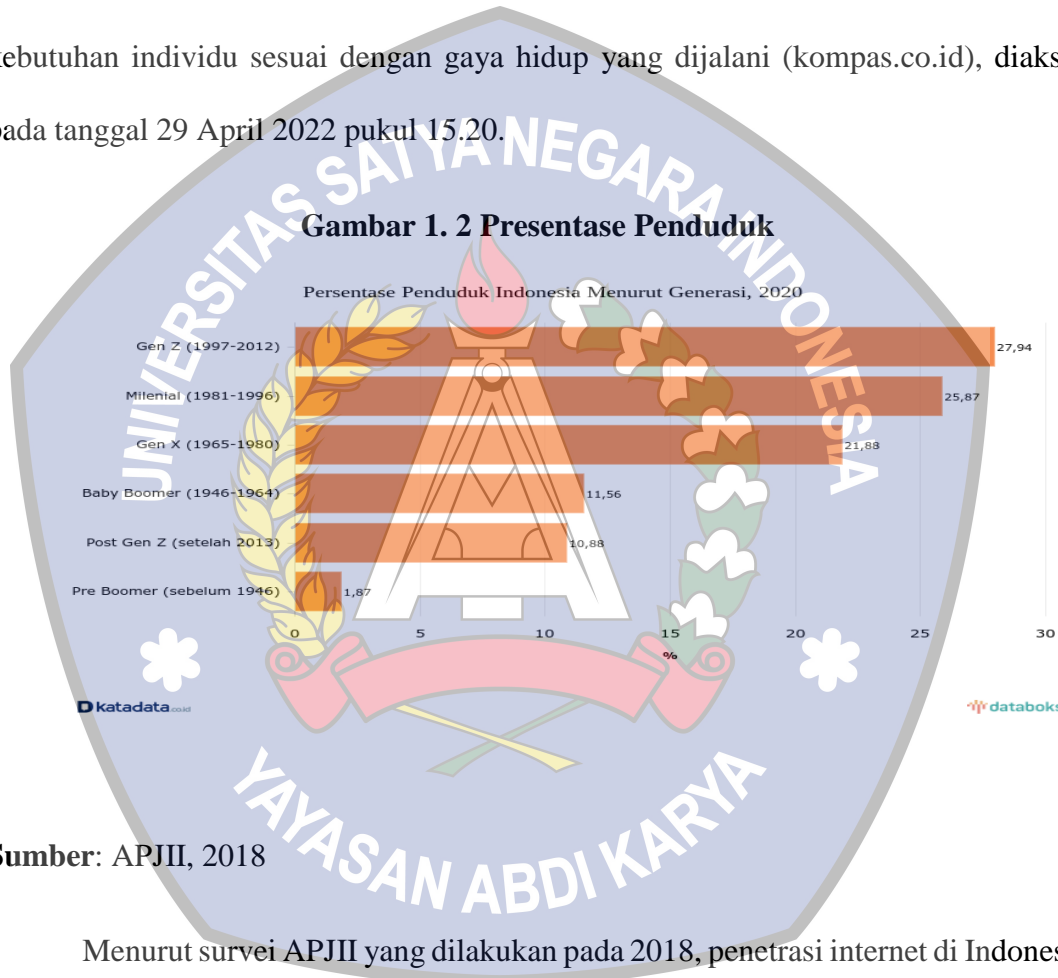 kebutuhan individu sesuai dengan gaya hidup yang dijalani (kompas.co.id), diaks
pada tanggal 29 April 2022 pukul 15.20.
UNIVERSITAS SATYA NEGARA INDONESIA
Gambar 1. 2 Presentase Penduduk
Persentase Penduduk Indonesia Menurut Generasi, 2020
Gen Z (1997-2012) 27,94
Milenial (1981-1996) 25,87
Gen X (1965-1980) 21,88
Baby Boomer (1946-1964) 11,56
Post Gen Z (setelah 2013) 10,88
Pre Boomer (sebelum 1946) 1,87
0 5 10 15 20 25 30
%
katadata.co.id databoks
YAYASAN ABDI KARYA
Sumber: APJII, 2018
Menurut survei APJII yang dilakukan pada 2018, penetrasi internet di Indones